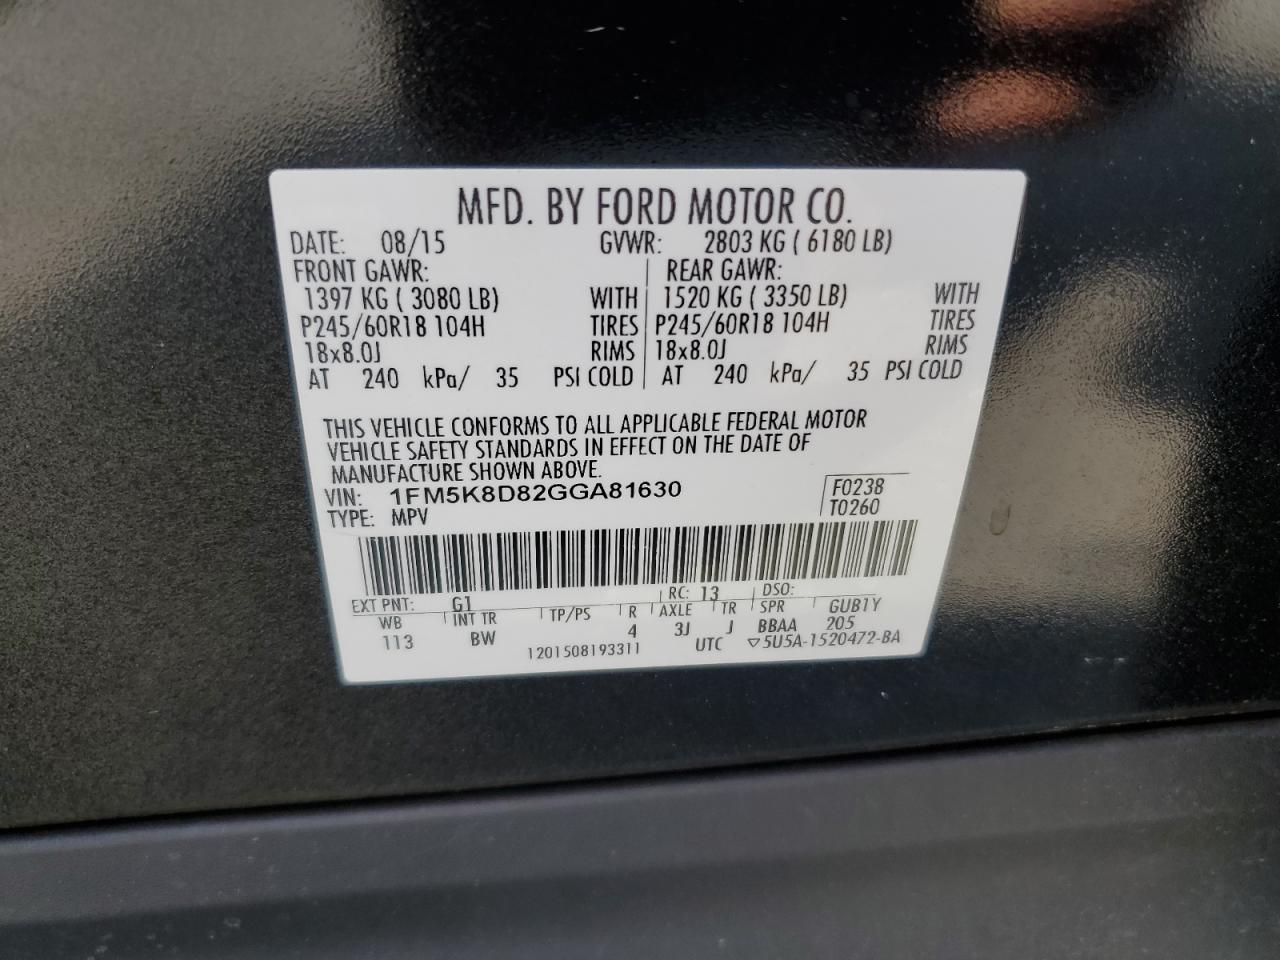 MFD. BY FORD MOTOR CO.
DATE: 08/15 GVWR: 2803 KG ( 6180 LB)
FRONT GAWR: REAR GAWR:
1397 KG ( 3080 LB) WITH 1520 KG ( 3350 LB) WITH
P245/60R18 104H TIRES P245/60R18 104H TIRES
18x8.0J RIMS 18x8.0J RIMS
AT 240 kPa/ 35 PSI COLD AT 240 kPa/ 35 PSI COLD
THIS VEHICLE CONFORMS TO ALL APPLICABLE FEDERAL MOTOR
VEHICLE SAFETY STANDARDS IN EFFECT ON THE DATE OF
MANUFACTURE SHOWN ABOVE.
VIN: 1FM5K8D82GGA81630 F0238
TYPE: MPV T0260
EXT PNT: G1 RC: 13 DSO:
WB INT TR TP/PS R AXLE TR SPR GUB1Y
113 BW 4 3J J BBAA 205
1201508193311 UTC ▽5U5A-1520472-BA